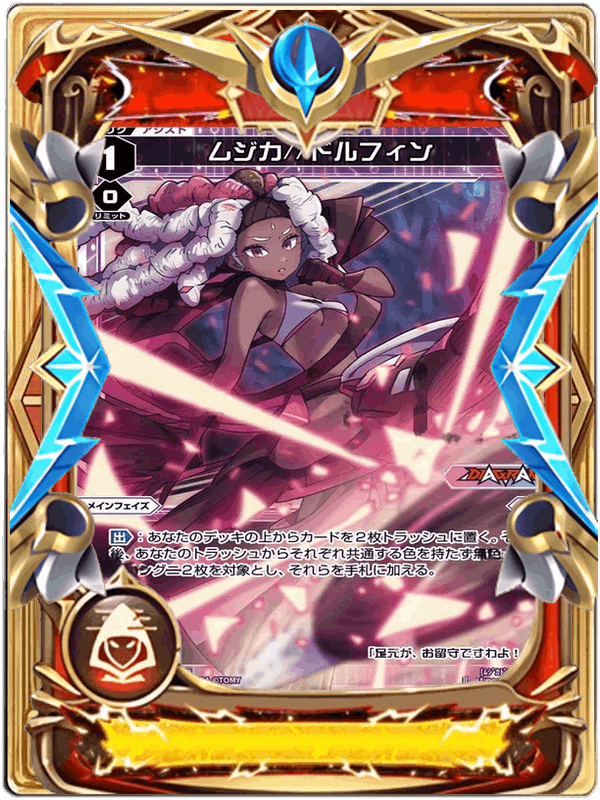 アシスト
1
ムジカ//ドルフィン
0
リミット
DIAGRAM
メインフェイズ
出:あなたのデッキの上からカードを2枚トラッシュに置く。そ
後、あなたのトラッシュからそれぞれ共通する色を持たず無色
ングニ2枚を対象とし、それらを手札に加える。
「足元が、お留守ですわよ!
©TOMY